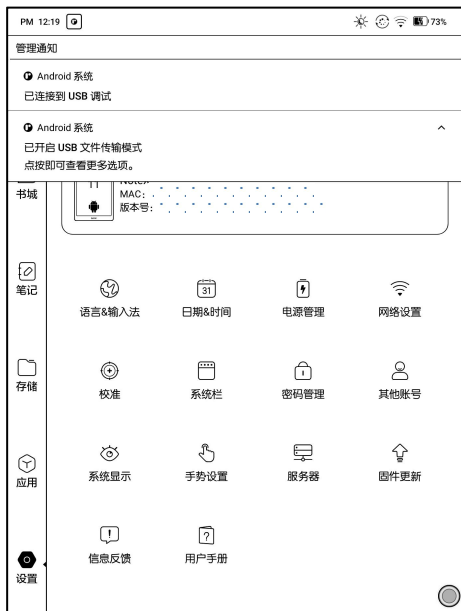 PM 12:19
73%
管理通知
Android 系统
已连接到 USB 调试
Android 系统
已开启 USB 文件传输模式
点按即可查看更多选项。
书城
MAC:
版本号:
笔记
语言&输入法
31
日期&时间
电源管理
网络设置
存储
校准
系统栏
密码管理
其他账号
应用
系统显示
手势设置
服务器
固件更新
信息反馈
用户手册
设置